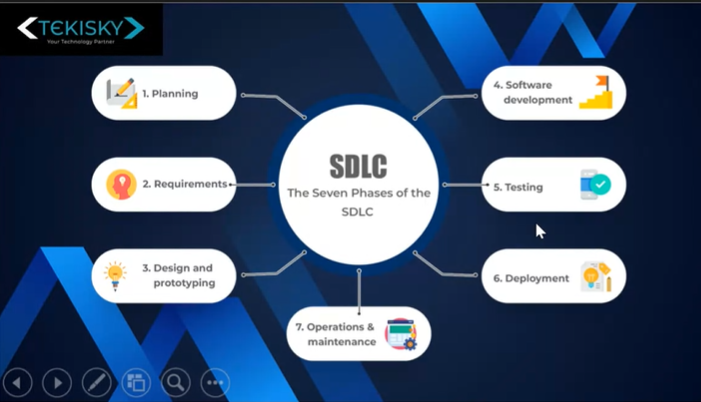 TEKISKY
Your Technology Partner
1. Planning
2. Requirements
3. Design and
prototyping
SDLC
The Seven Phases of the
SDLC
4. Software
development
5. Testing
6. Deployment
7. Operations &
maintenance